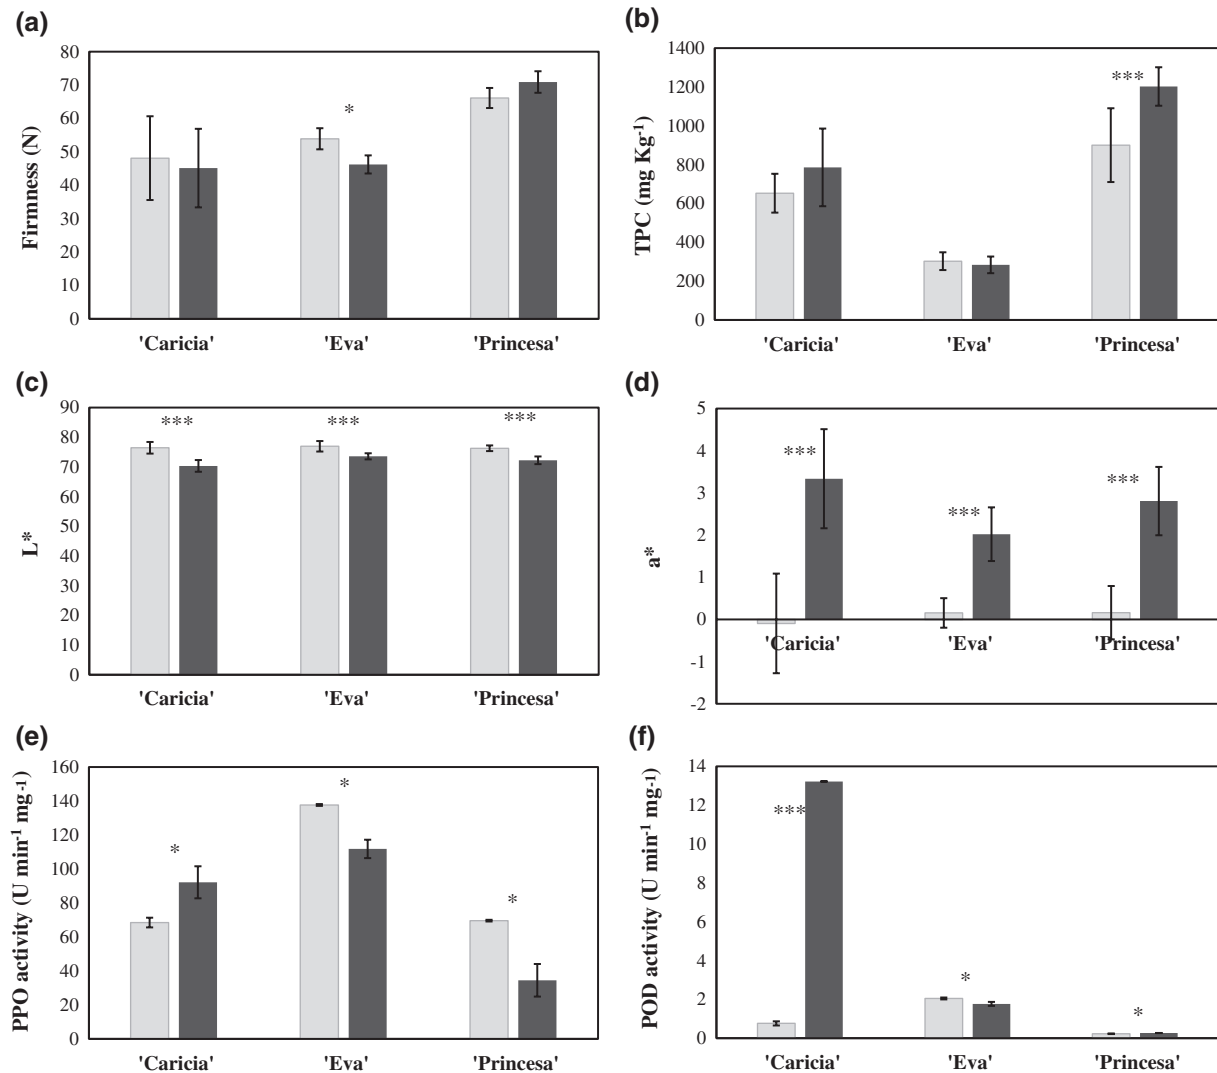 (a)
Firmness (N)
80
70
60
50
40
30
20
10
0
*
'Caricia' 'Eva' 'Princesa'
(b)
TPC (mg Kg-1)
1400
1200
1000
800
600
400
200
0
***
'Caricia' 'Eva' 'Princesa'
(c)
L*
90
80
70
60
50
40
30
20
10
0
*** *** ***
'Caricia' 'Eva' 'Princesa'
(d)
a*
5
4
3
2
1
0
-1
-2
*** *** ***
'Caricia' 'Eva' 'Princesa'
(e)
PPO activity (U min-1 mg-1)
160
140
120
100
80
60
40
20
0
* * *
'Caricia' 'Eva' 'Princesa'
(f)
POD activity (U min-1 mg-1)
14
12
10
8
6
4
2
0
*** * *
'Caricia' 'Eva' 'Princesa'